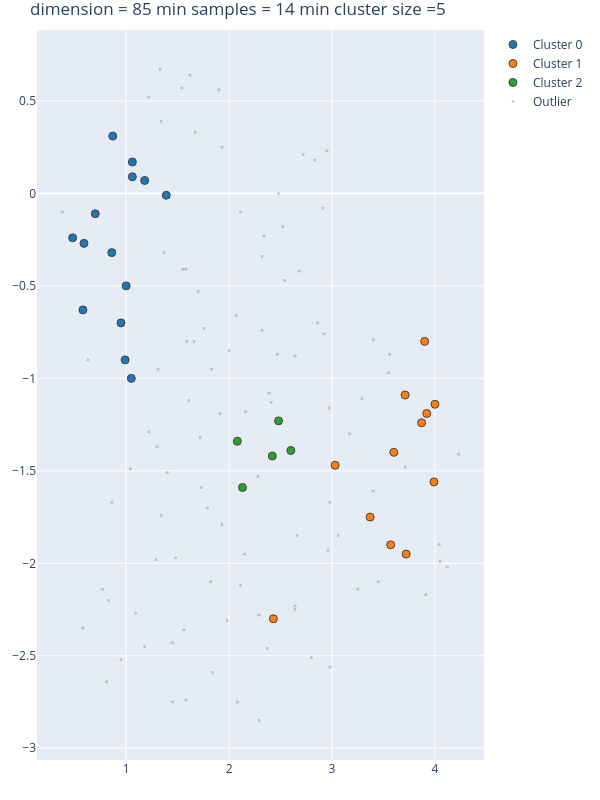 dimension = 85 min samples = 14 min cluster size =5
Cluster 0
Cluster 1
Cluster 2
Outlier
0.5
0
−0.5
−1
−1.5
−2
−2.5
−3
1 2 3 4